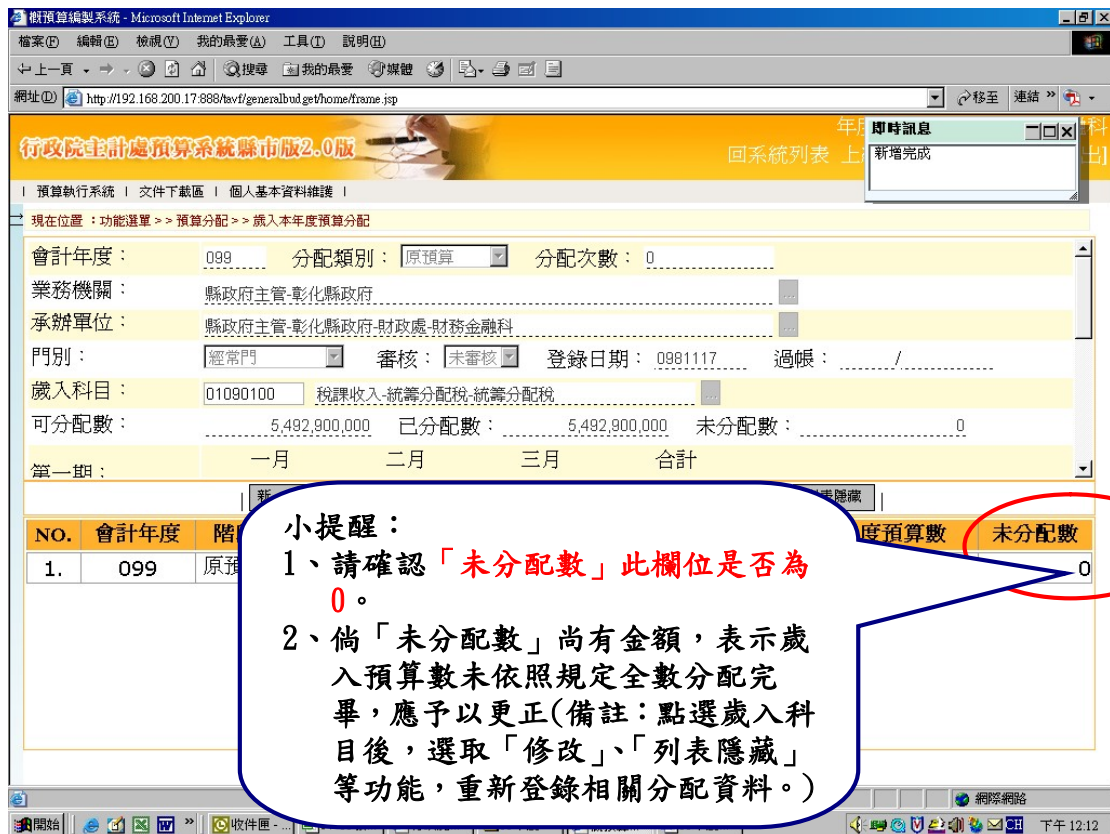 概預算編製系統 - Microsoft Internet Explorer
檔案(F) 編輯(E) 檢視(V) 我的最愛(A) 工具(T) 說明(H)
上一頁 搜尋 我的最愛 媒體
網址(D) http://192.168.200.17:888/tavf/generalbudget/home/frame.jsp 移至 連結 »
行政院主計處預算系統縣市版2.0版
回系統列表
即時訊息
新增完成
| 預算執行系統 | 文件下載區 | 個人基本資料維護 |
現在位置 :功能選單>>預算分配>>歲入本年度預算分配
會計年度: 099 分配類別: 原預算 分配次數: 0
業務機關: 縣政府主管-彰化縣政府
承辦單位: 縣政府主管-彰化縣政府-財政處-財務金融科
門別: 經常門 審核: 未審核 登錄日期: 0981117 過帳: /
歲入科目: 01090100 稅課收入-統籌分配稅-統籌分配稅
可分配數: 5,492,900,000 已分配數: 5,492,900,000 未分配數: 0
第一期: 一月 二月 三月 合計
NO. 會計年度 度預算數 未分配數
1. 099 原預 0
小提醒:
1、請確認「未分配數」此欄位是否為
0。
2、倘「未分配數」尚有金額,表示歲
入預算數未依照規定全數分配完
畢,應予以更正(備註:點選歲入科
目後,選取「修改」、「列表隱藏」
等功能,重新登錄相關分配資料。)
網際網路
開始 » 收件匣 - ... CH 下午 12:12